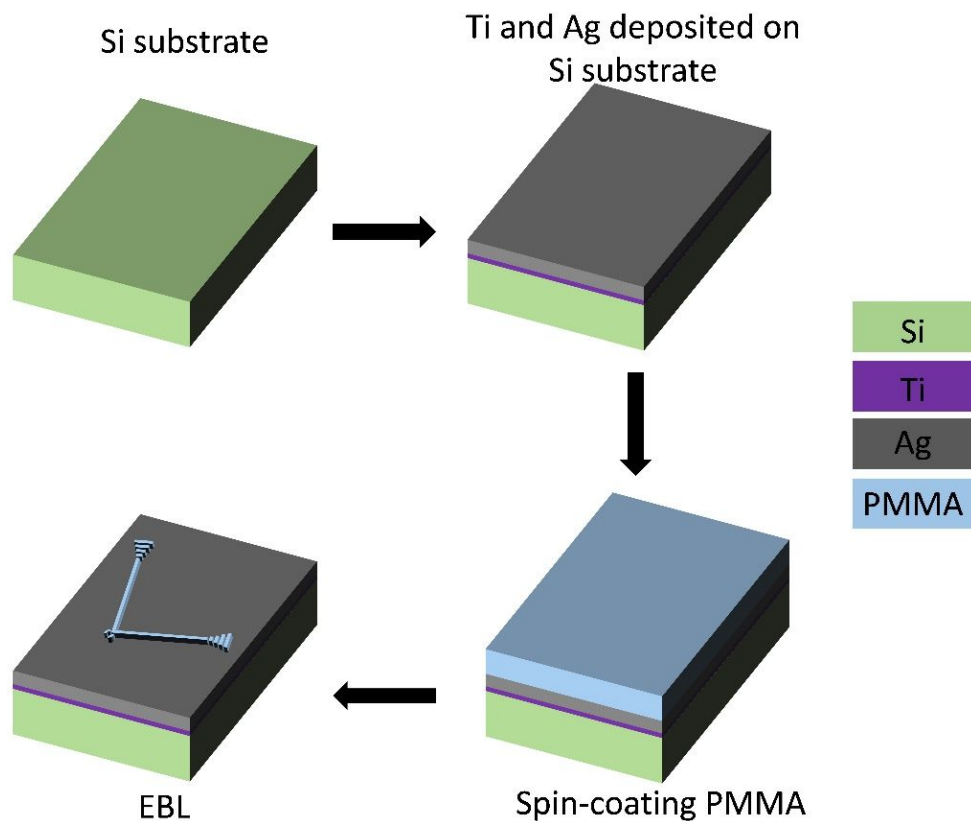 Si substrate
Ti and Ag deposited on
Si substrate
Si
Ti
Ag
PMMA
EBL
Spin-coating PMMA